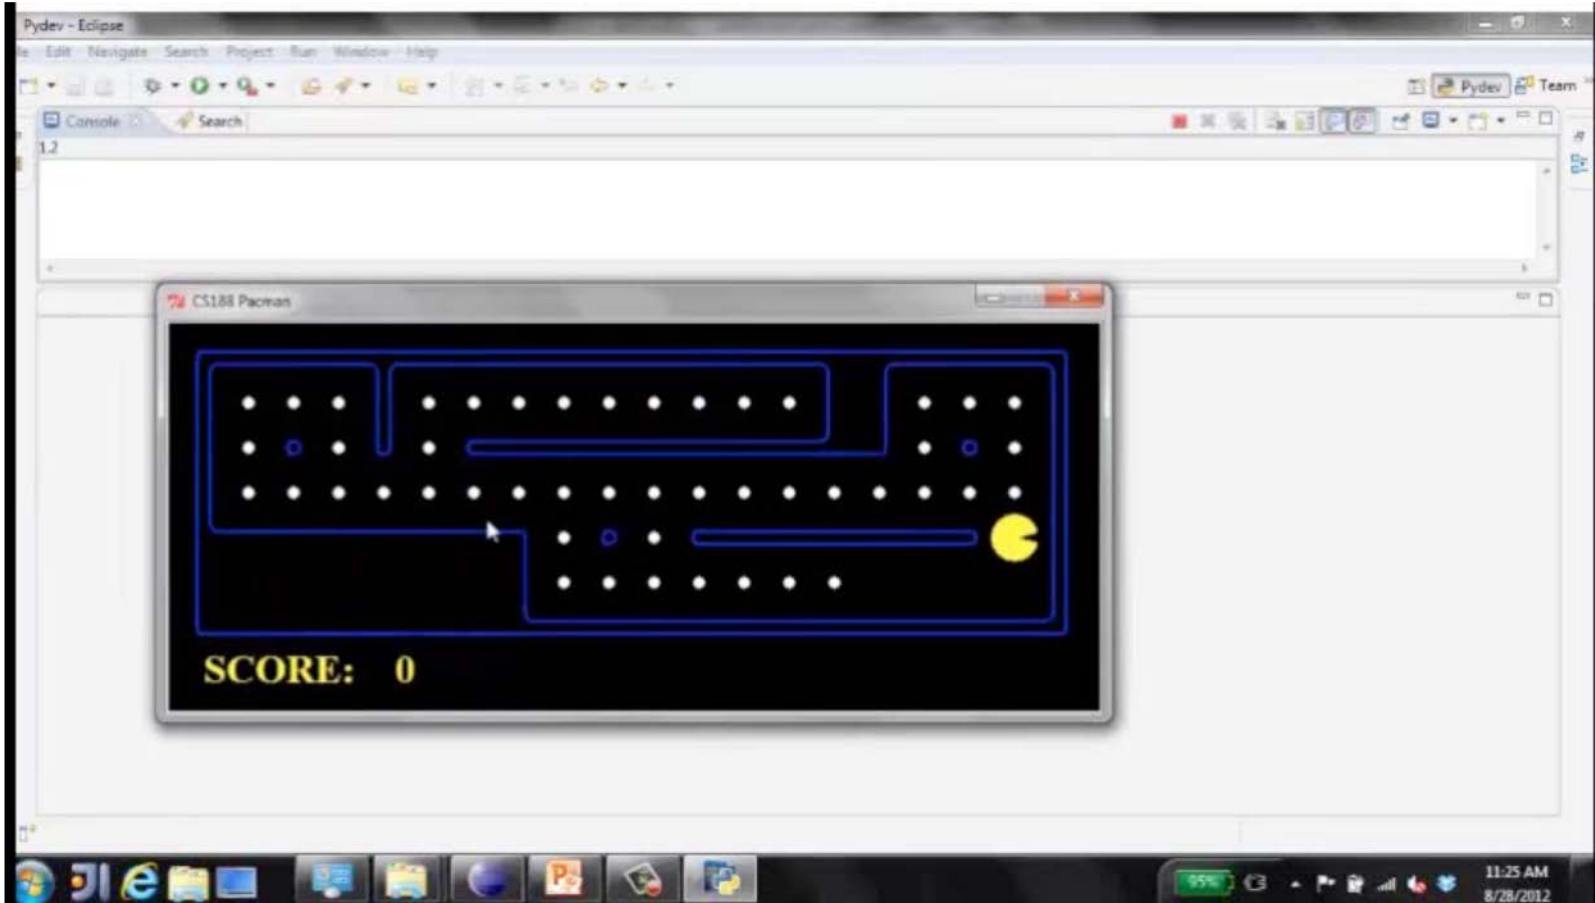 Pydev - Eclipse
Edit Navigate Search Project Run Window Help
Pydev Team
Console Search
1.2
CS188 Pacman
SCORE: 0
95%
11:25 AM
8/28/2012